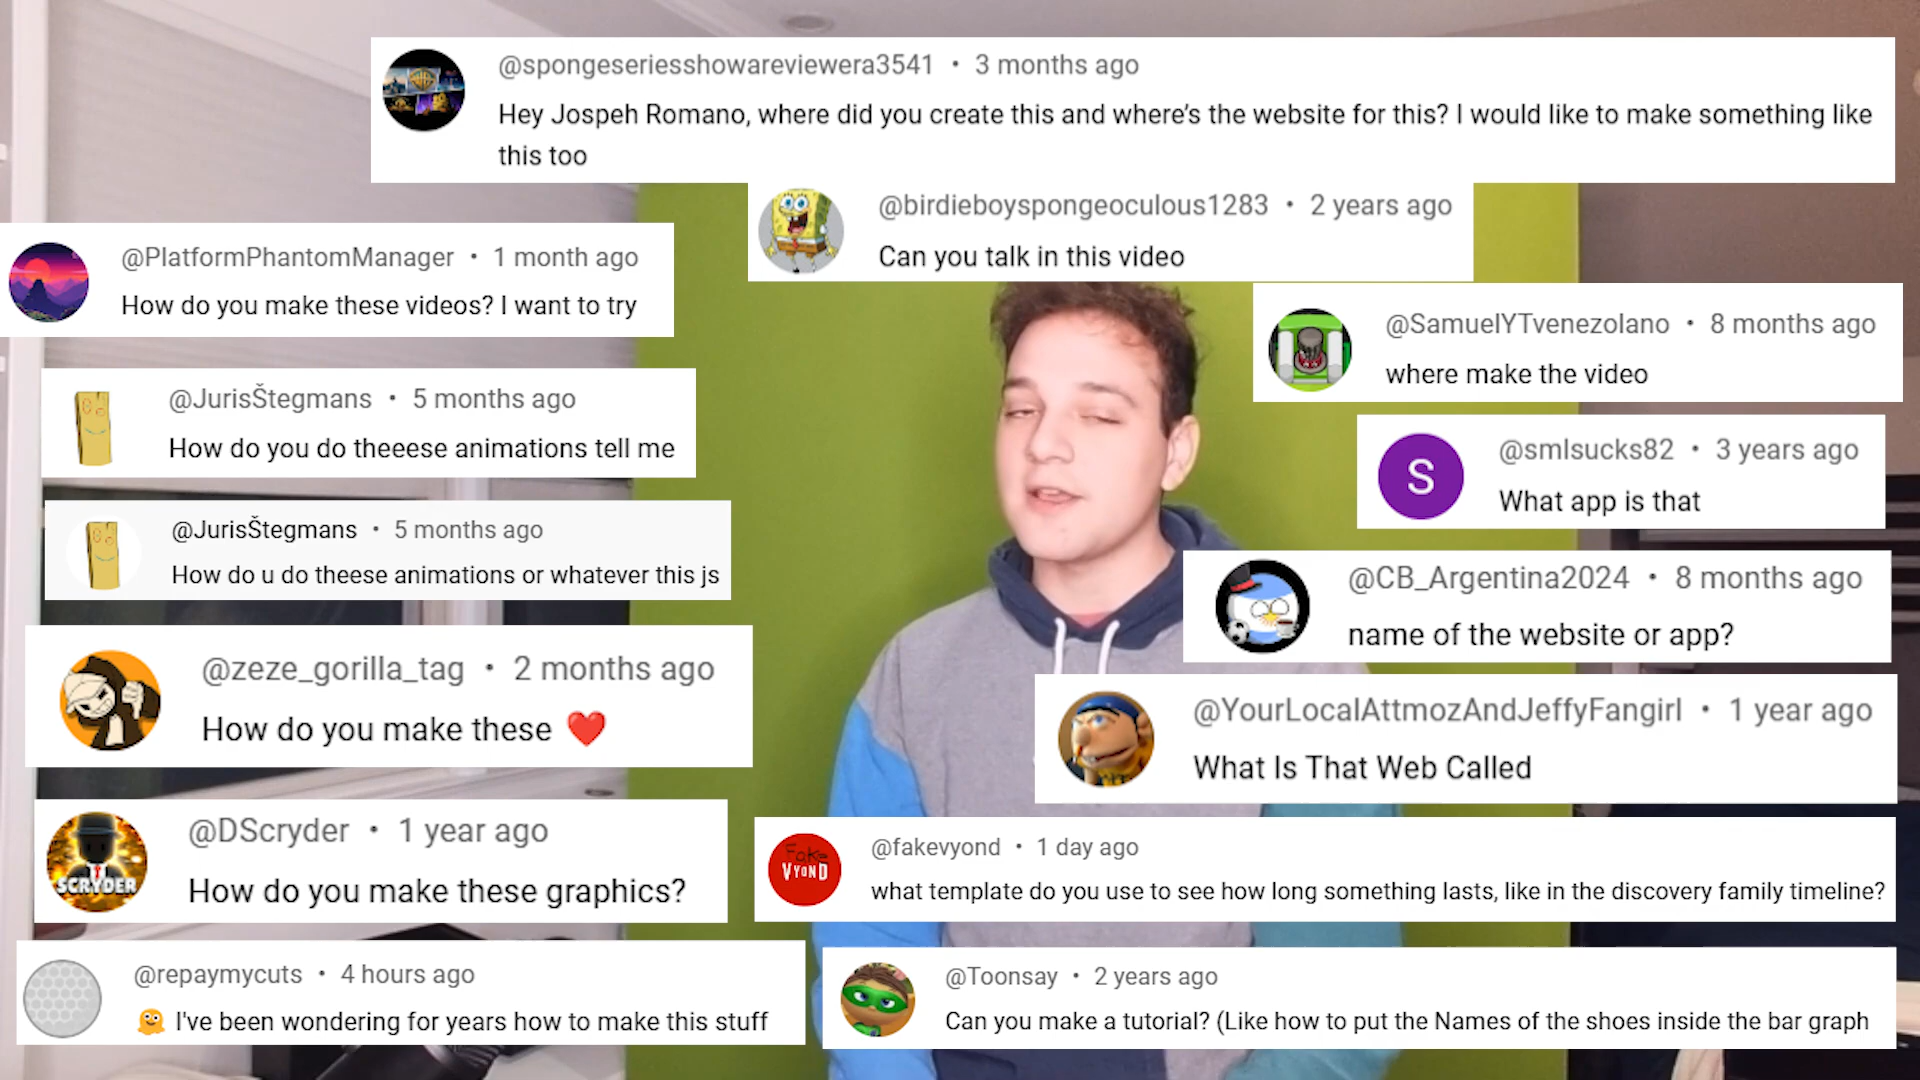 @spongeseriesshowareviewera3541 • 3 months ago
Hey Jospeh Romano, where did you create this and where's the website for this? I would like to make something like
this too
@birdieboyspongeoculous1283 • 2 years ago
Can you talk in this video
@PlatformPhantomManager • 1 month ago
How do you make these videos? I want to try
@SamuelYTvenezolano • 8 months ago
where make the video
@JurisŠtegmans • 5 months ago
How do you do theeese animations tell me
S
@smlsucks82 • 3 years ago
What app is that
@JurisŠtegmans • 5 months ago
How do u do theese animations or whatever this js
@CB_Argentina2024 • 8 months ago
name of the website or app?
@zeze_gorilla_tag • 2 months ago
How do you make these ❤️
@YourLocalAttmozAndJeffyFangirl • 1 year ago
What Is That Web Called
SCRYDER
@DScryder • 1 year ago
How do you make these graphics?
Fake
VYOND
@fakevyond • 1 day ago
what template do you use to see how long something lasts, like in the discovery family timeline?
@repaymycuts • 4 hours ago
🫠 I've been wondering for years how to make this stuff
@Toonsay • 2 years ago
Can you make a tutorial? (Like how to put the Names of the shoes inside the bar graph